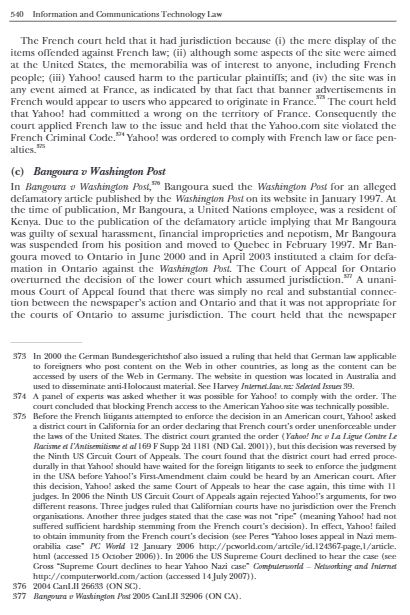 540 Information and Communications Technology Law
The French court held that it had jurisdiction because (i) the mere display of the
items offended against French law; (ii) although some aspects of the site were aimed
at the United States, the memorabilia was of interest to anyone, including French
people; (iii) Yahoo! caused harm to the particular plaintiffs; and (iv) the site was in
any event aimed at France, as indicated by that fact that banner advertisements in
French would appear to users who appeared to originate in France.373 The court held
that Yahoo! had committed a wrong on the territory of France. Consequently the
court applied French law to the issue and held that the Yahoo.com site violated the
French Criminal Code.374 Yahoo! was ordered to comply with French law or face pen-
alties.375
(c) Bangoura v Washington Post
In Bangoura v Washington Post,376 Bangoura sued the Washington Post for an alleged
defamatory article published by the Washington Post on its website in January 1997. At
the time of publication, Mr Bangoura, a United Nations employee, was a resident of
Kenya. Due to the publication of the defamatory article implying that Mr Bangoura
was guilty of sexual harassment, financial improprieties and nepotism, Mr Bangoura
was suspended from his position and moved to Quebec in February 1997. Mr Ban-
goura moved to Ontario in June 2000 and in April 2003 instituted a claim for defa-
mation in Ontario against the Washington Post. The Court of Appeal for Ontario
overturned the decision of the lower court which assumed jurisdiction.377 A unani-
mous Court of Appeal found that there was simply no real and substantial connec-
tion between the newspaper's action and Ontario and that it was not appropriate for
the courts of Ontario to assume jurisdiction. The court held that the newspaper
373 In 2000 the German Bundesgerichtshof also issued a ruling that held that German law applicable
to foreigners who post content on the Web in other countries, as long as the content can be
accessed by users of the Web in Germany. The website in question was located in Australia and
used to disseminate anti-Holocaust material. See Harvey Internet.law.nz: Selected Issues 39.
374 A panel of experts was asked whether it was possible for Yahoo! to comply with the order. The
court concluded that blocking French access to the American Yahoo site was technically possible.
375 Before the French litigants attempted to enforce the decision in an American court, Yahoo! asked
a district court in California for an order declaring that French court's order unenforceable under
the laws of the United States. The district court granted the order (Yahoo! Inc v La Ligue Contre Le
Racisme et l'Antisemitisme et al 169 F Supp 2d 1181 (ND Cal. 2001)), but this decision was reversed by
the Ninth US Circuit Court of Appeals. The court found that the district court had erred proce-
durally in that Yahoo! should have waited for the foreign litigants to seek to enforce the judgment
in the USA before Yahoo!'s First-Amendment claim could be heard by an American court. After
this decision, Yahoo! asked the same Court of Appeals to hear the case again, this time with 11
judges. In 2006 the Ninth US Circuit Court of Appeals again rejected Yahoo!'s arguments, for two
different reasons. Three judges ruled that Californian courts have no jurisdiction over the French
organisations. Another three judges stated that the case was not "ripe" (meaning Yahoo! had not
suffered sufficient hardship stemming from the French court's decision). In effect, Yahoo! failed
to obtain immunity from the French court's decision (see Peres "Yahoo loses appeal in Nazi mem-
orabilia case" PC World 12 January 2006 http://pcworld.com/article/id.124367-page,1/article.
html (accessed 15 October 2006)). In 2006 the US Supreme Court declined to hear the case (see
Gross "Supreme Court declines to hear Yahoo Nazi case" Computerworld – Networking and Internet
http://computerworld.com/action (accessed 14 July 2007)).
376 2004 CanLII 26633 (ON SC).
377 Bangoura v Washington Post 2005 CanLII 32906 (ON CA).